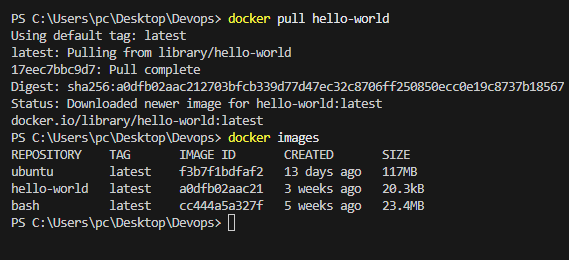 PS C:\Users\pc\Desktop\Devops> docker pull hello-world
Using default tag: latest
latest: Pulling from library/hello-world
17eec7bbc9d7: Pull complete
Digest: sha256:a0dfb02aac212703bfcb339d77d47ec32c8706ff250850ecc0e19c8737b18567
Status: Downloaded newer image for hello-world:latest
docker.io/library/hello-world:latest
PS C:\Users\pc\Desktop\Devops> docker images
REPOSITORY    TAG       IMAGE ID       CREATED       SIZE
ubuntu        latest    f3b7f1bdfaf2   13 days ago   117MB
hello-world   latest    a0dfb02aac21   3 weeks ago   20.3kB
bash          latest    cc444a5a327f   5 weeks ago   23.4MB
PS C:\Users\pc\Desktop\Devops>